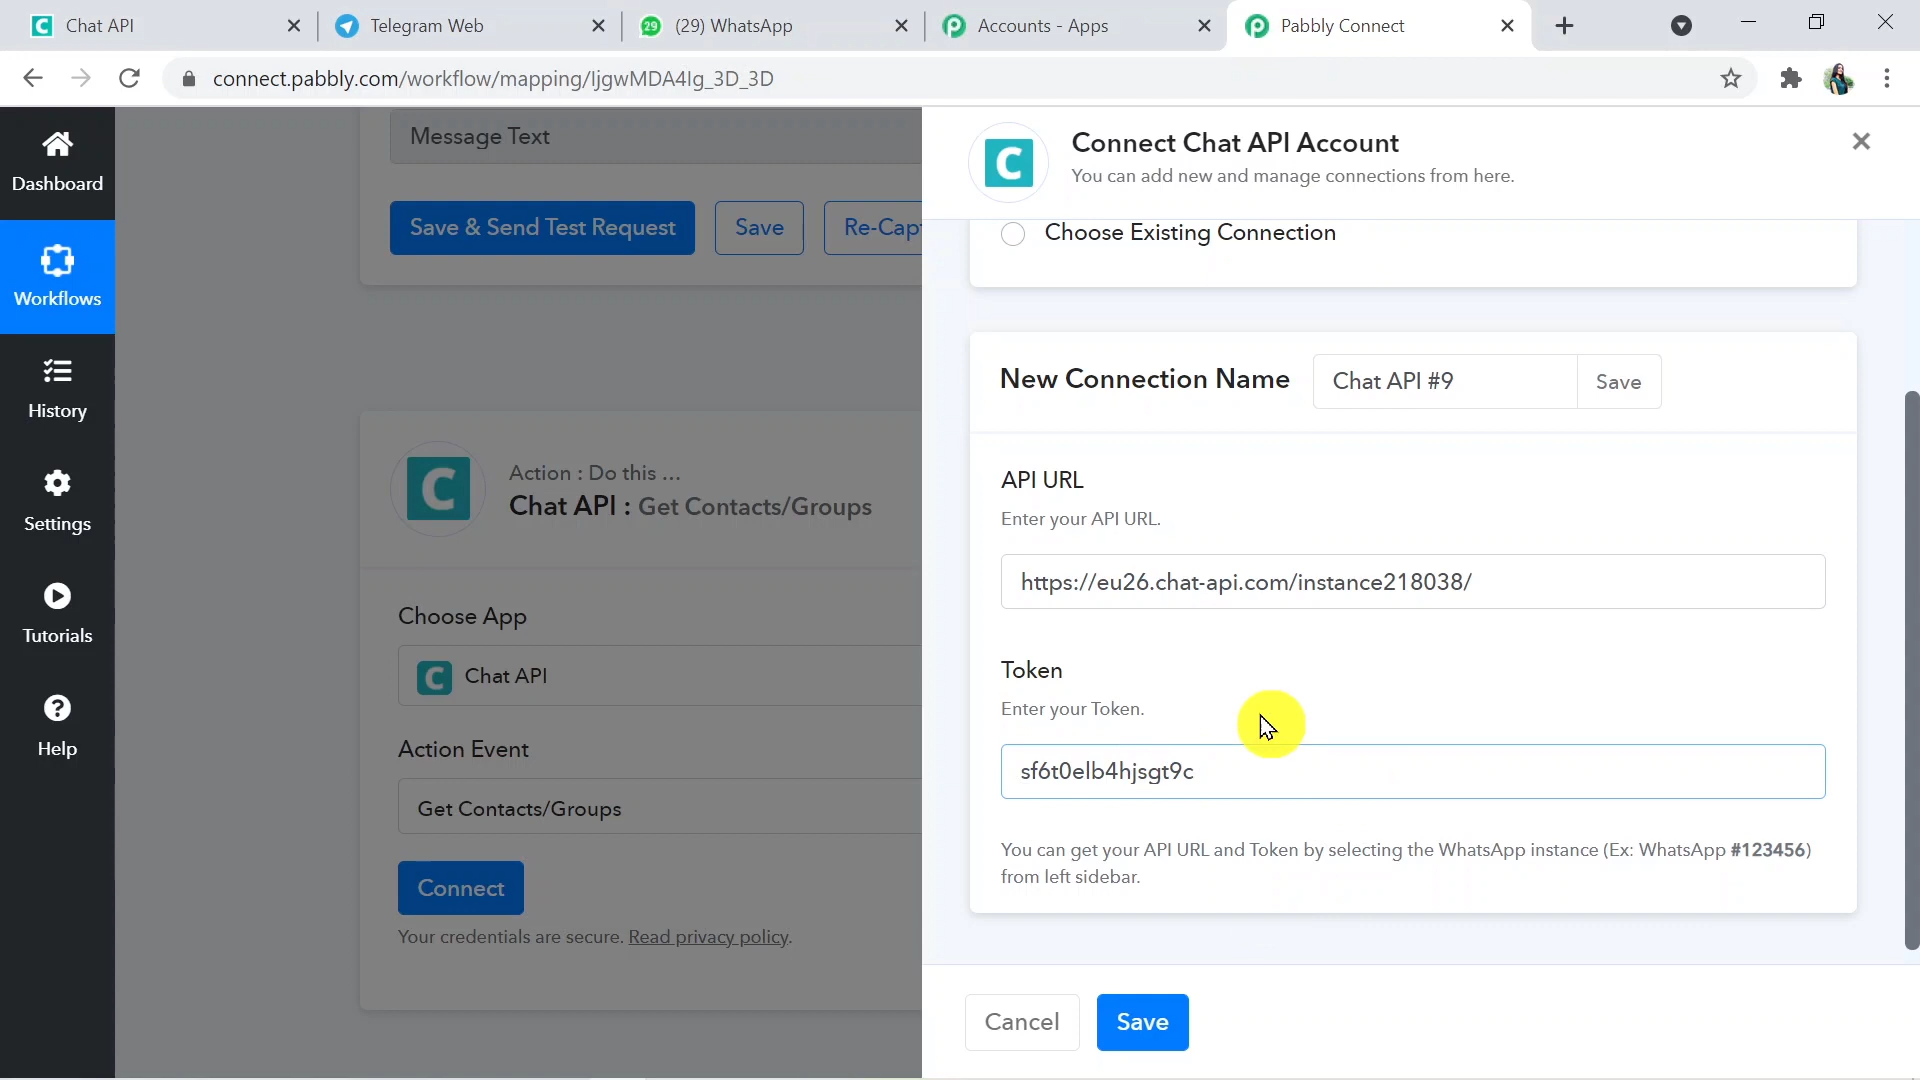 Chat API
Telegram Web
29
(29) WhatsApp
Accounts - Apps
Pabbly Connect
connect.pabbly.com/workflow/mapping/IjgwMDA4Ig_3D_3D
Dashboard
Workflows
History
Settings
Tutorials
Help
Message Text
Save & Send Test Request
Save
Re-Capt
C
Action : Do this ...
Chat API : Get Contacts/Groups
Choose App
C Chat API
Action Event
Get Contacts/Groups
Connect
Your credentials are secure. Read privacy policy.
C
Connect Chat API Account
You can add new and manage connections from here.
Choose Existing Connection
New Connection Name
Chat API #9
Save
API URL
Enter your API URL.
https://eu26.chat-api.com/instance218038/
Token
Enter your Token.
sf6t0elb4hjsgt9c
You can get your API URL and Token by selecting the WhatsApp instance (Ex: WhatsApp #123456)
from left sidebar.
Cancel
Save